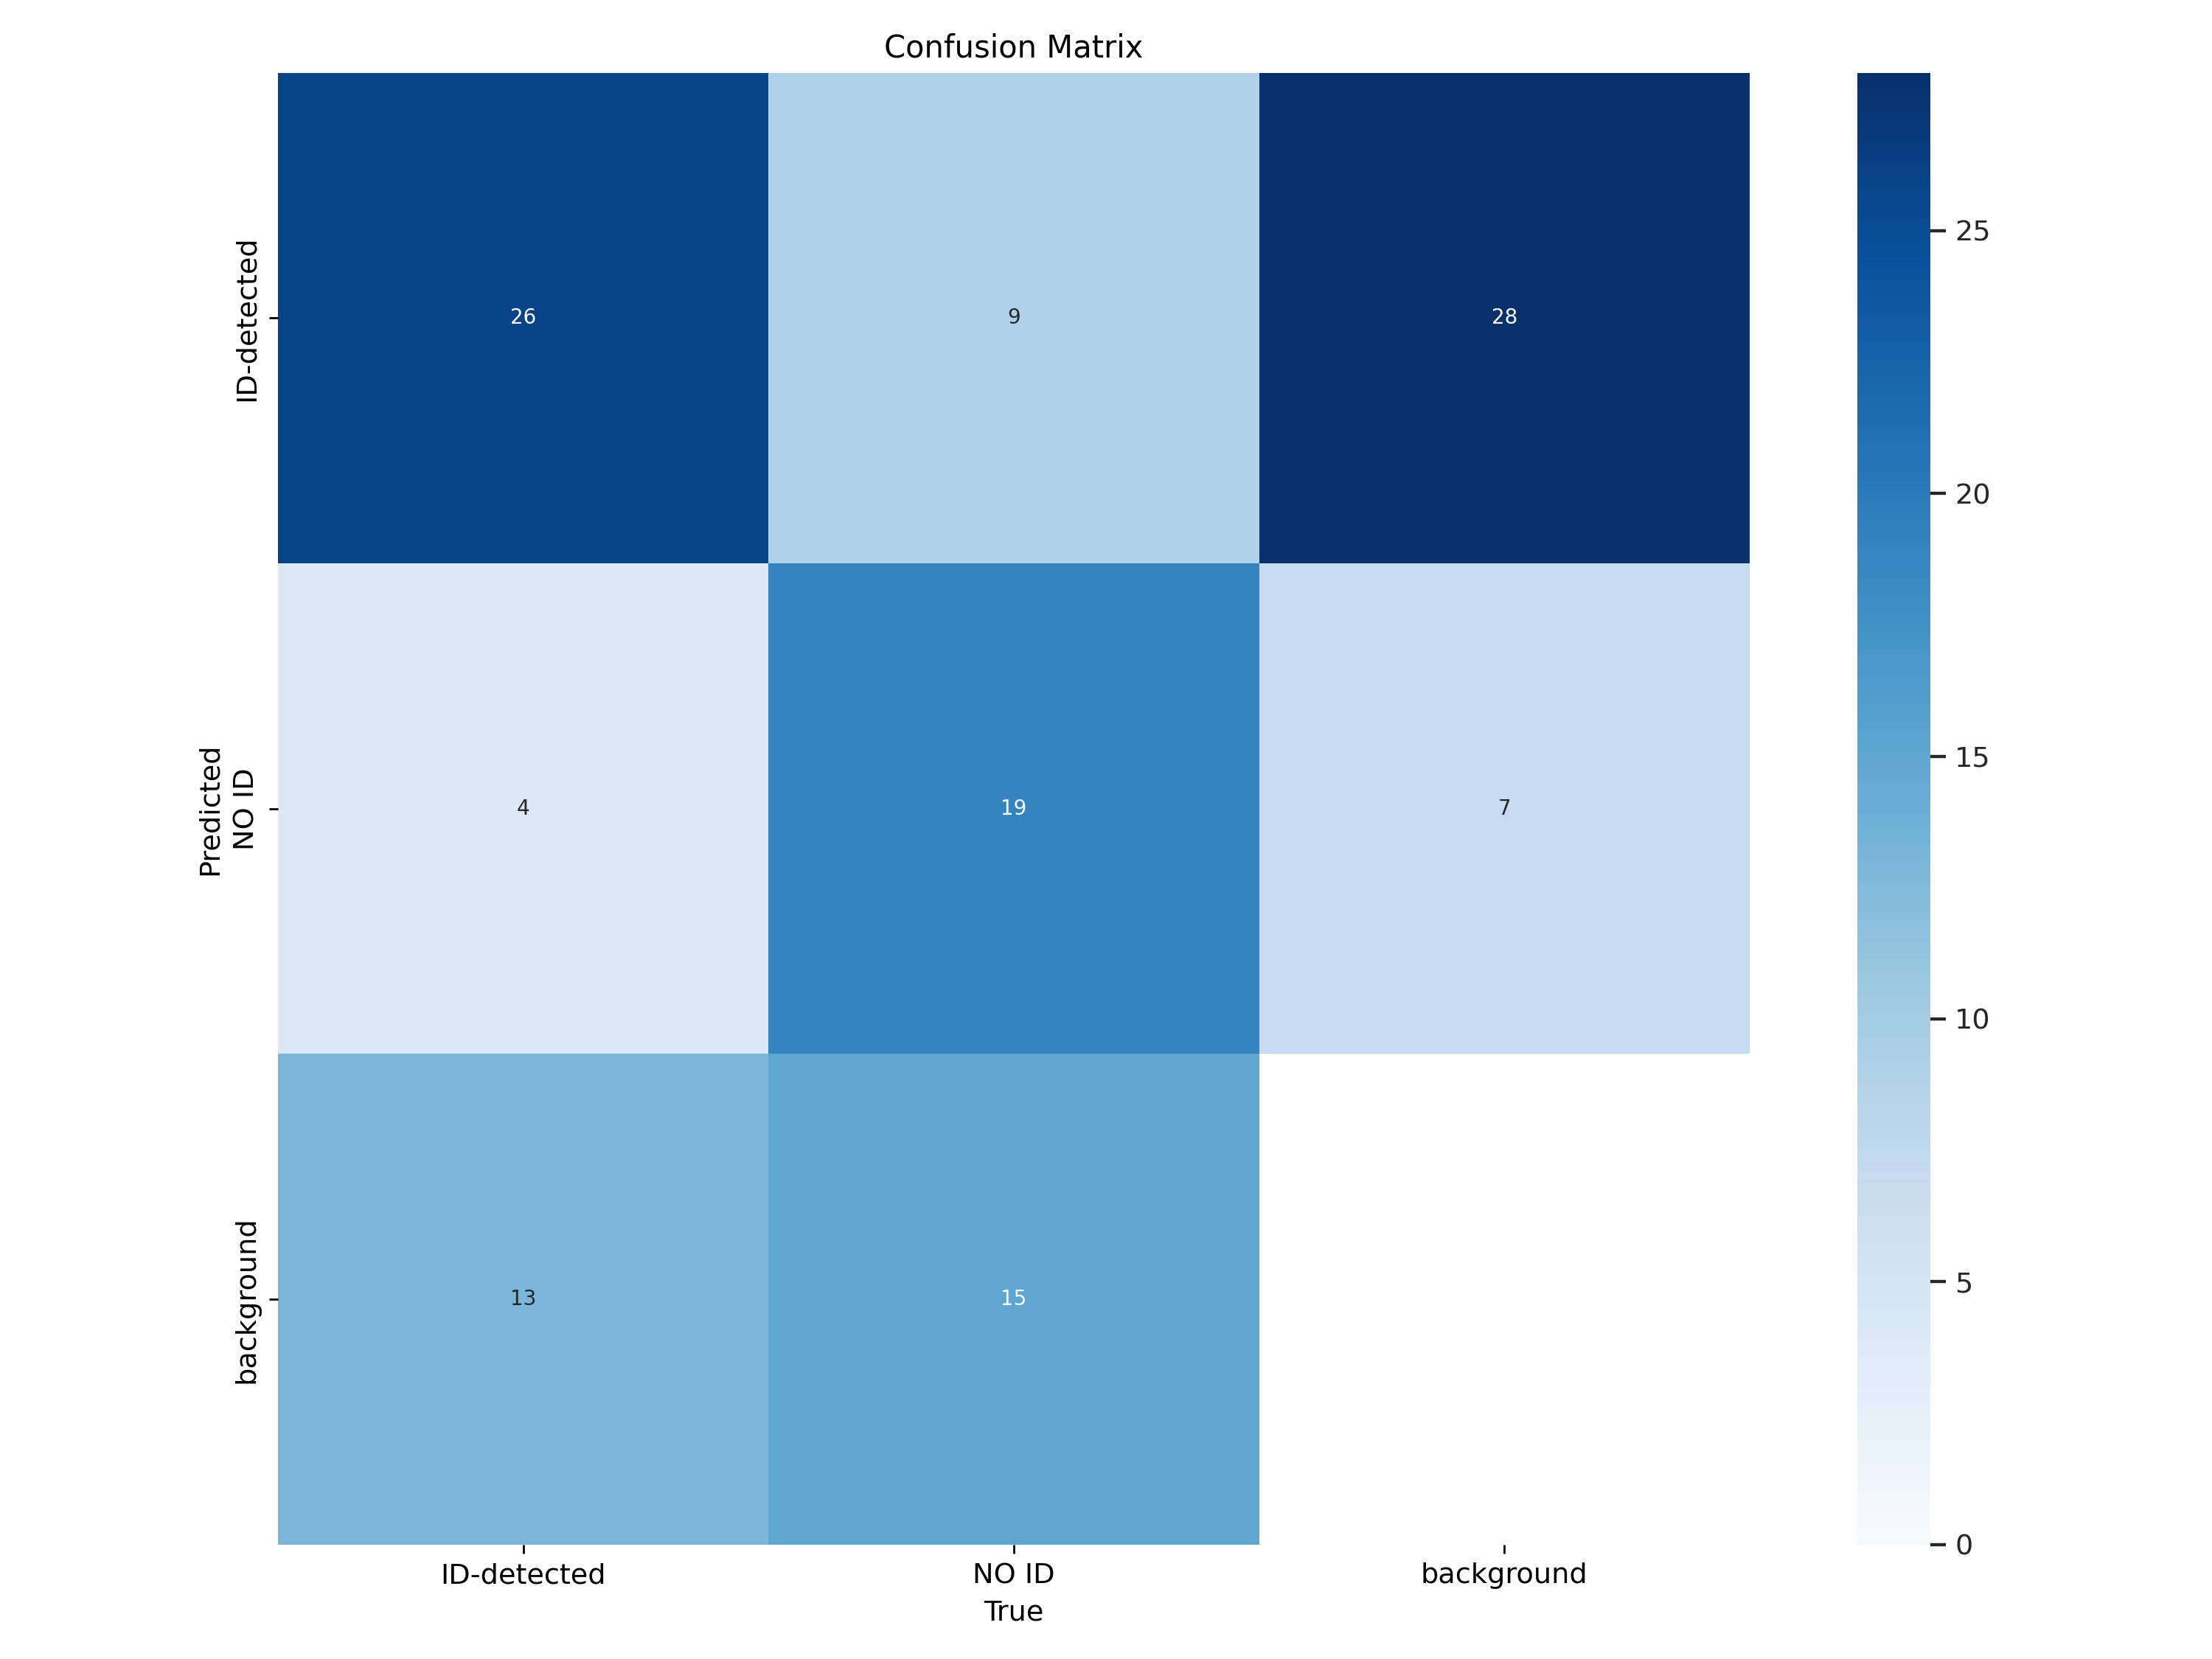 Confusion Matrix
ID-detected
26
9
28
25
20
Predicted
NO ID
4
19
7
15
10
background
13
15
5
0
ID-detected
NO ID
background
True